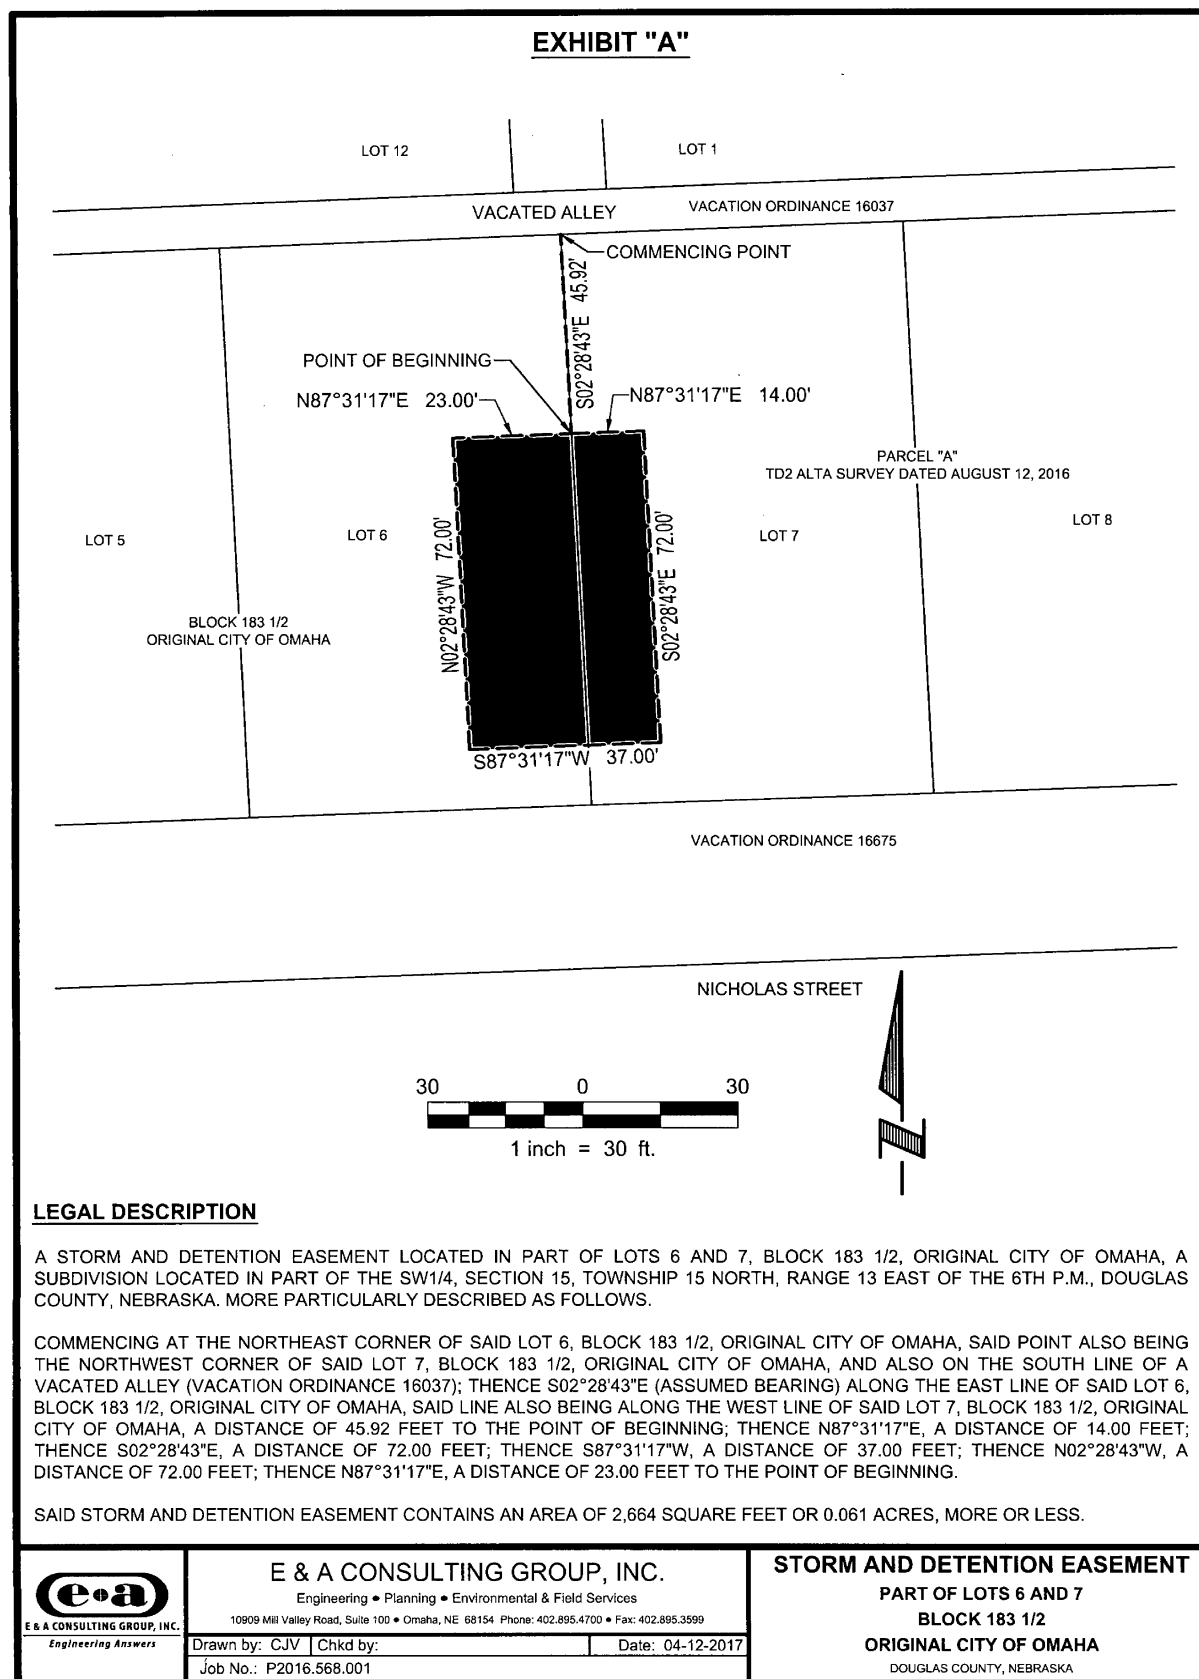 EXHIBIT "A"
LOT 12
LOT 1
VACATED ALLEY
VACATION ORDINANCE 16037
COMMENCING POINT
S02°28'43"E 45.92'
POINT OF BEGINNING
N87°31'17"E 23.00'
N87°31'17"E 14.00'
PARCEL "A"
TD2 ALTA SURVEY DATED AUGUST 12, 2016
LOT 5
LOT 6
N02°28'43"W 72.00'
S02°28'43"E 72.00'
LOT 7
LOT 8
BLOCK 183 1/2
ORIGINAL CITY OF OMAHA
S87°31'17"W 37.00'
VACATION ORDINANCE 16675
NICHOLAS STREET
30 0 30
1 inch = 30 ft.
LEGAL DESCRIPTION
A STORM AND DETENTION EASEMENT LOCATED IN PART OF LOTS 6 AND 7, BLOCK 183 1/2, ORIGINAL CITY OF OMAHA, A
SUBDIVISION LOCATED IN PART OF THE SW1/4, SECTION 15, TOWNSHIP 15 NORTH, RANGE 13 EAST OF THE 6TH P.M., DOUGLAS
COUNTY, NEBRASKA. MORE PARTICULARLY DESCRIBED AS FOLLOWS.
COMMENCING AT THE NORTHEAST CORNER OF SAID LOT 6, BLOCK 183 1/2, ORIGINAL CITY OF OMAHA, SAID POINT ALSO BEING
THE NORTHWEST CORNER OF SAID LOT 7, BLOCK 183 1/2, ORIGINAL CITY OF OMAHA, AND ALSO ON THE SOUTH LINE OF A
VACATED ALLEY (VACATION ORDINANCE 16037); THENCE S02°28'43"E (ASSUMED BEARING) ALONG THE EAST LINE OF SAID LOT 6,
BLOCK 183 1/2, ORIGINAL CITY OF OMAHA, SAID LINE ALSO BEING ALONG THE WEST LINE OF SAID LOT 7, BLOCK 183 1/2, ORIGINAL
CITY OF OMAHA, A DISTANCE OF 45.92 FEET TO THE POINT OF BEGINNING; THENCE N87°31'17"E, A DISTANCE OF 14.00 FEET;
THENCE S02°28'43"E, A DISTANCE OF 72.00 FEET; THENCE S87°31'17"W, A DISTANCE OF 37.00 FEET; THENCE N02°28'43"W, A
DISTANCE OF 72.00 FEET; THENCE N87°31'17"E, A DISTANCE OF 23.00 FEET TO THE POINT OF BEGINNING.
SAID STORM AND DETENTION EASEMENT CONTAINS AN AREA OF 2,664 SQUARE FEET OR 0.061 ACRES, MORE OR LESS.
e•a
E & A CONSULTING GROUP, INC.
Engineering Answers
E & A CONSULTING GROUP, INC.
Engineering • Planning • Environmental & Field Services
10909 Mill Valley Road, Suite 100 • Omaha, NE 68154 Phone: 402.895.4700 • Fax: 402.895.3599
Drawn by: CJV Chkd by: Date: 04-12-2017
Job No.: P2016.568.001
STORM AND DETENTION EASEMENT
PART OF LOTS 6 AND 7
BLOCK 183 1/2
ORIGINAL CITY OF OMAHA
DOUGLAS COUNTY, NEBRASKA